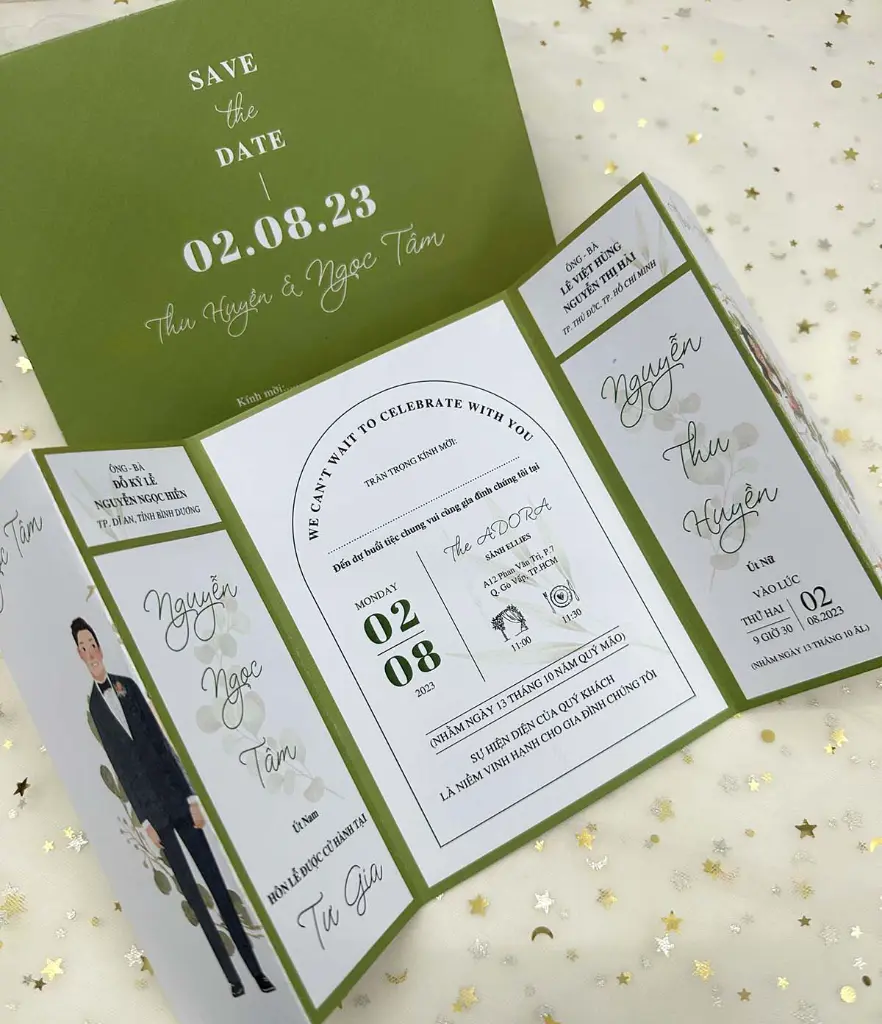 SAVE
the
DATE
02.08.23
Thu Huyền & Ngọc Tâm
Kính mời:......
ÔNG - BÀ
ĐỖ KỲ LÊ
NGUYỄN NGỌC HIỀN
TP. DĨ AN, TỈNH BÌNH DƯƠNG
Nguyễn
Ngọc
Tâm
Út Nam
HÔN LỄ ĐƯỢC CỬ HÀNH TẠI
Tư Gia
WE CAN'T WAIT TO CELEBRATE WITH YOU
TRÂN TRỌNG KÍNH MỜI:
Đến dự buổi tiệc chung vui cùng gia đình chúng tôi tại
MONDAY
02
08
2023
The ADORA
SẢNH ELLIES
A12 Phan Văn Trị, P.7
Q. Gò Vấp, TP.HCM
11:00
11:30
(NHẰM NGÀY 13 THÁNG 10 NĂM QUÝ MÃO)
SỰ HIỆN DIỆN CỦA QUÝ KHÁCH
LÀ NIỀM VINH HẠNH CHO GIA ĐÌNH CHÚNG TÔI
ÔNG - BÀ
LÊ VIỆT HÙNG
NGUYỄN THỊ HẢI
TP. THỦ ĐỨC, TP. HỒ CHÍ MINH
Nguyễn
Thu
Huyền
Út Nữ
VÀO LÚC
THỨ HAI
9 GIỜ 30
02
08.2023
(NHẰM NGÀY 13 THÁNG 10 ÂL)
Tâm